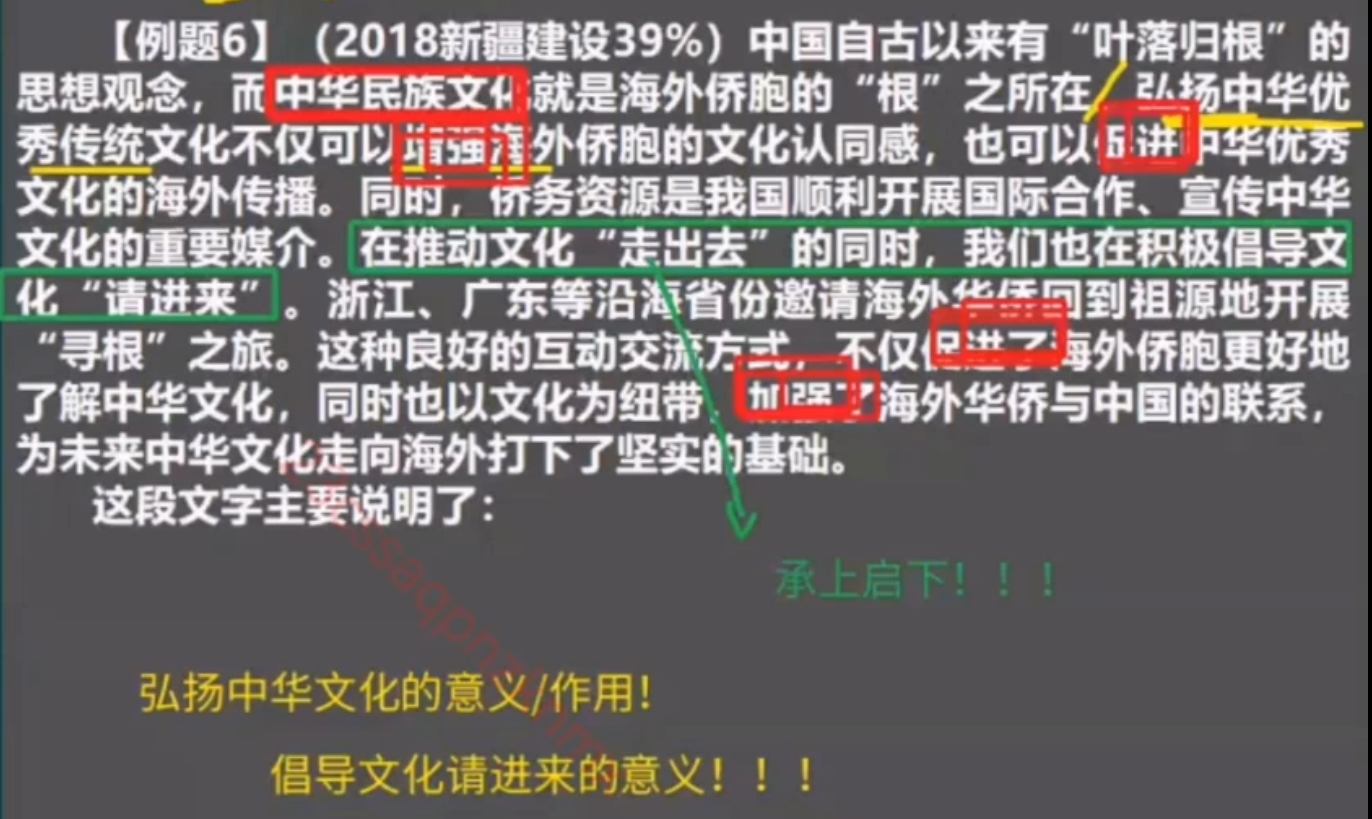 【例题6】（2018新疆建设39%）中国自古以来有“叶落归根”的
思想观念，而中华民族文化就是海外侨胞的“根”之所在，弘扬中华优
秀传统文化不仅可以增强海外侨胞的文化认同感，也可以促进中华优秀
文化的海外传播。同时，侨务资源是我国顺利开展国际合作、宣传中华
文化的重要媒介。在推动文化“走出去”的同时，我们也在积极倡导文
化“请进来”。浙江、广东等沿海省份邀请海外华侨回到祖源地开展
“寻根”之旅。这种良好的互动交流方式，不仅促进了海外侨胞更好地
了解中华文化，同时也以文化为纽带，加强了海外华侨与中国的联系，
为未来中华文化走向海外打下了坚实的基础。
这段文字主要说明了：
承上启下！！！
弘扬中华文化的意义/作用！
倡导文化请进来的意义！！！